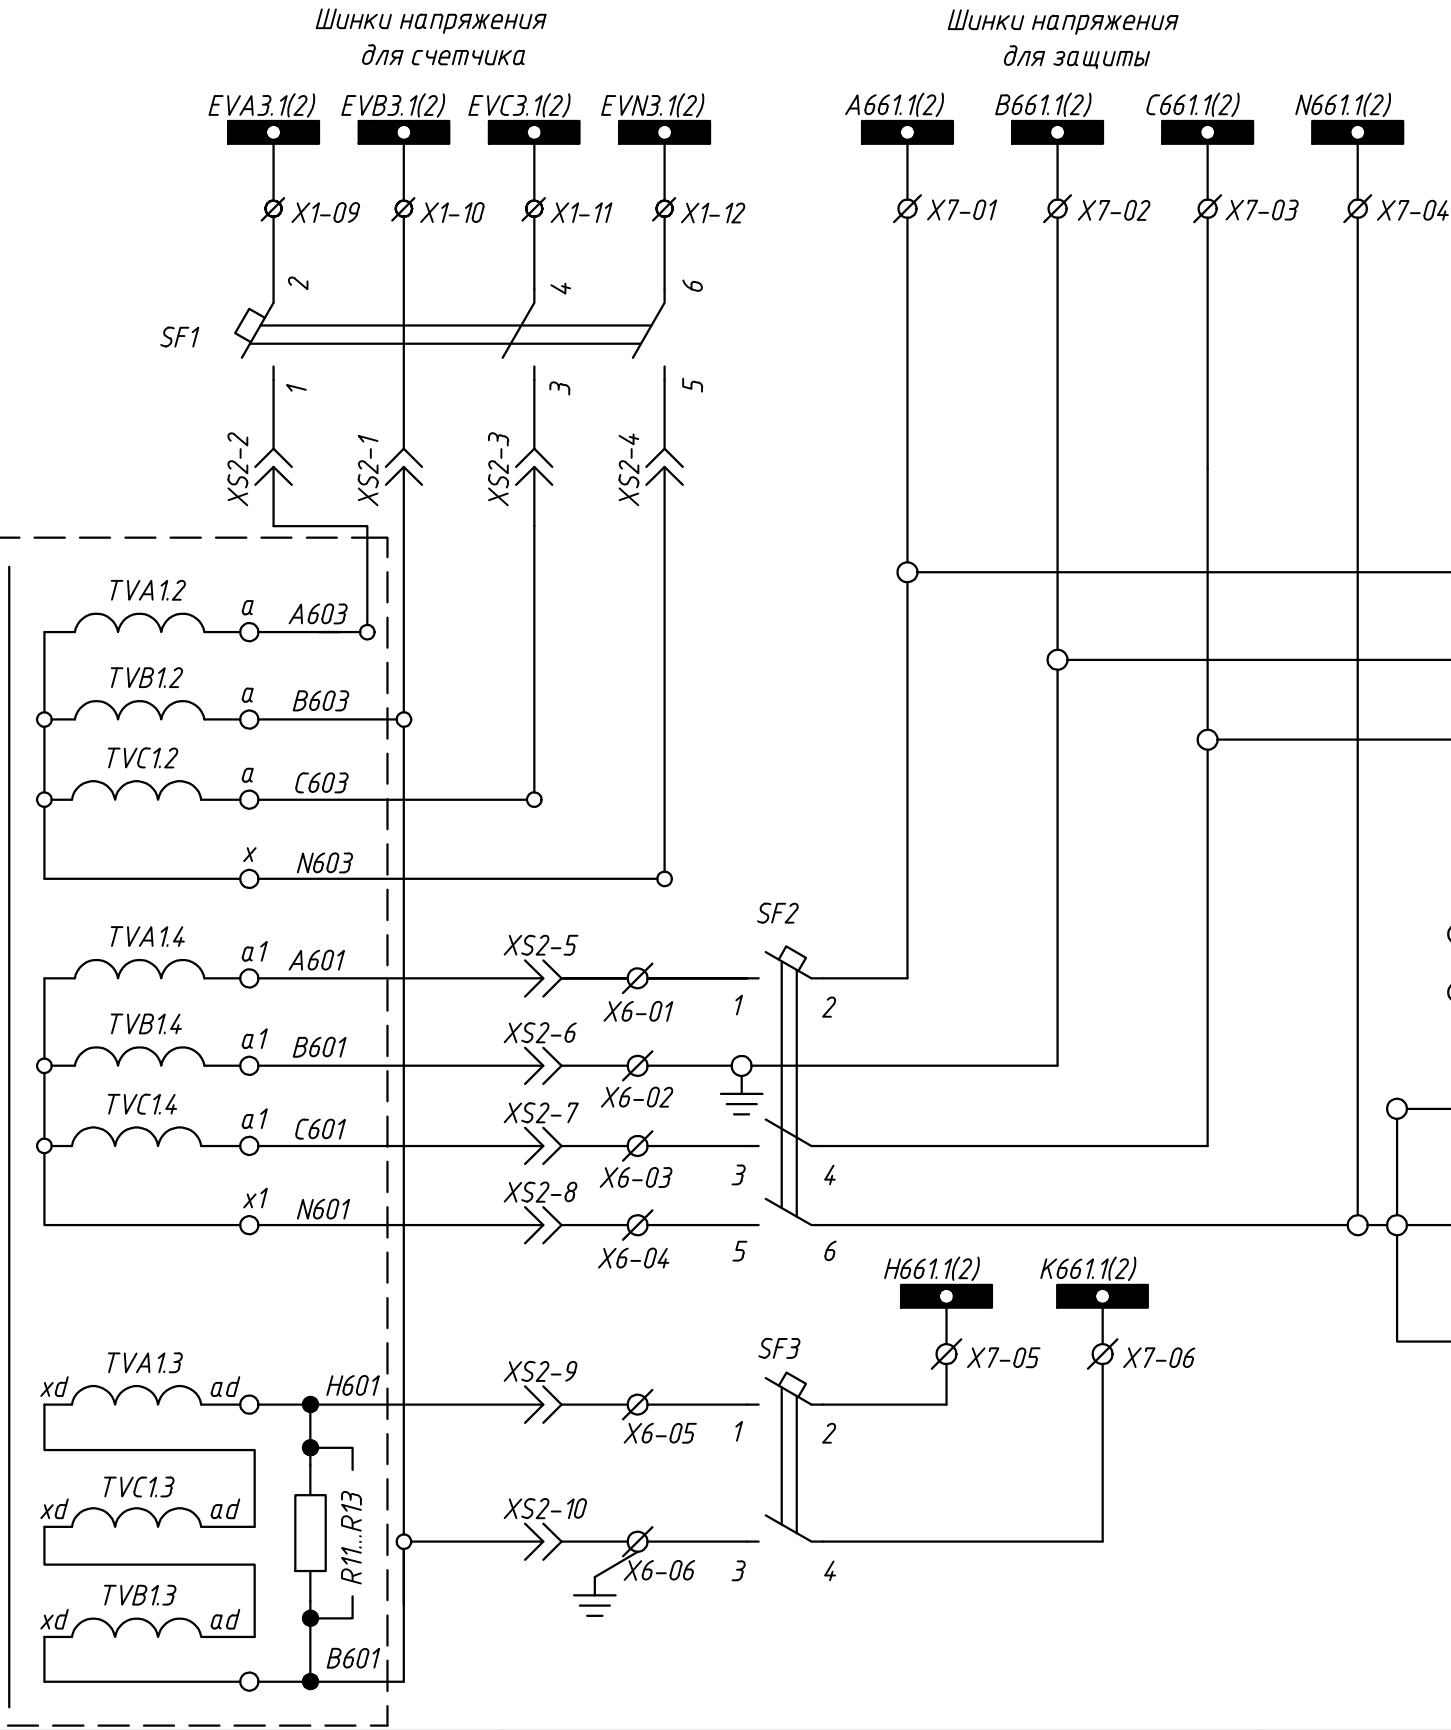 Шинки напряжения
для счетчика
Шинки напряжения
для защиты
EVA3.1(2) EVB3.1(2) EVC3.1(2) EVN3.1(2)
A661.1(2) B661.1(2) C661.1(2) N661.1(2)
X1-09 X1-10 X1-11 X1-12
X7-01 X7-02 X7-03 X7-04
2 4 6
SF1
1 3 5
XS2-2 XS2-1 XS2-3 XS2-4
TVA1.2 a A603
TVB1.2 a B603
TVC1.2 a C603
x N603
SF2
TVA1.4 a1 A601 XS2-5
X6-01 1 2
TVB1.4 a1 B601 XS2-6
X6-02
TVC1.4 a1 C601 XS2-7
X6-03 3 4
x1 N601 XS2-8
X6-04 5 6
H661.1(2) K661.1(2)
X7-05 X7-06
SF3
TVA1.3 XS2-9
xd ad H601
X6-05 1 2
TVC1.3 XS2-10
xd ad
R11...R13
X6-06 3 4
TVB1.3
xd ad
B601